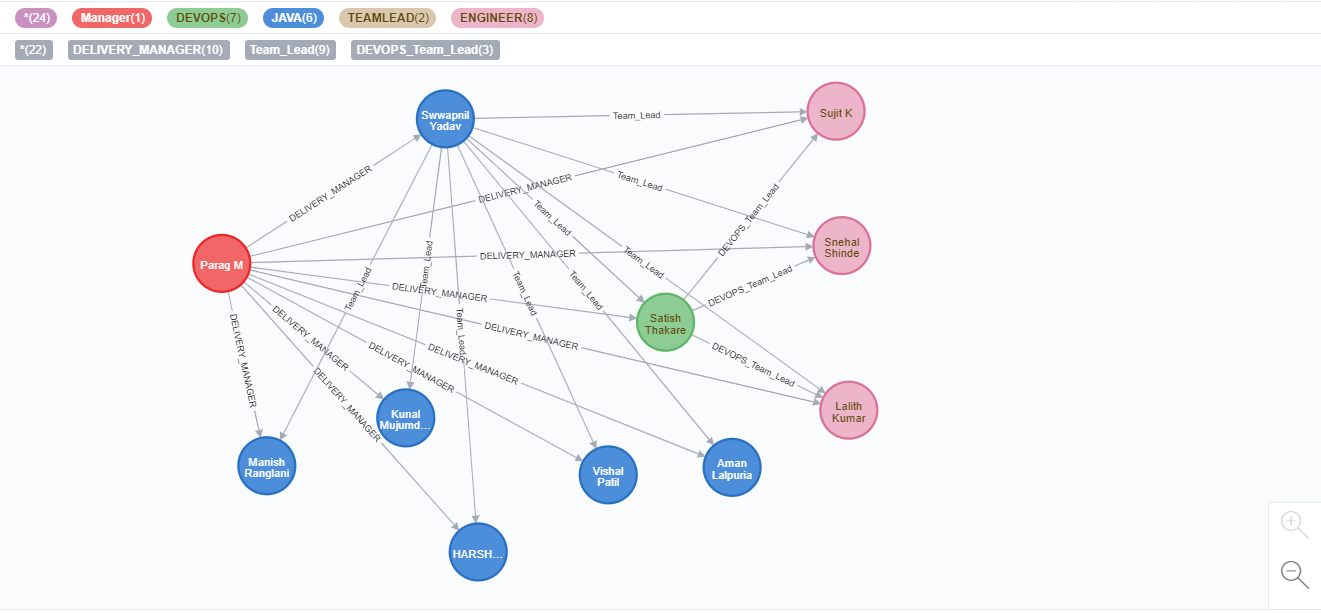 *(24) Manager(1) DEVOPS(7) JAVA(6) TEAMLEAD(2) ENGINEER(8)
*(22) DELIVERY_MANAGER(10) Team_Lead(9) DEVOPS_Team_Lead(3)
Swwapnil
Yadav
Team_Lead
Sujit K
DELIVERY_MANAGER
DELIVERY_MANAGER
Team_Lead
Team_Lead
DEVOPS_Team_Lead
Snehal
Shinde
Parag M
DELIVERY_MANAGER
Team_Lead
Team_Lead
DEVOPS_Team_Lead
DELIVERY_MANAGER
Team_Lead
Team_Lead
Team_Lead
Satish
Thakare
Team_Lead
DELIVERY_MANAGER
DELIVERY_MANAGER
DELIVERY_MANAGER
DELIVERY_MANAGER
DELIVERY_MANAGER
DEVOPS_Team_Lead
DELIVERY_MANAGER
Lalith
Kumar
Kunal
Mujumd...
Manish
Ranglani
Vishal
Patil
Aman
Lalpuria
HARSH...